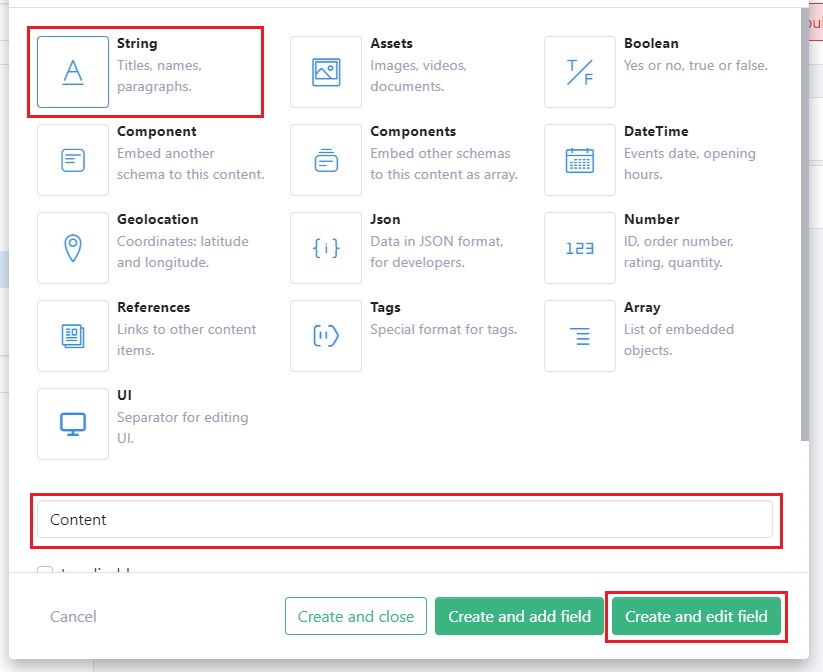 String
Titles, names,
paragraphs.
Assets
Images, videos,
documents.
Boolean
Yes or no, true or false.
Component
Embed another
schema to this content.
Components
Embed other schemas
to this content as array.
DateTime
Events date, opening
hours.
Geolocation
Coordinates: latitude
and longitude.
Json
Data in JSON format,
for developers.
123
Number
ID, order number,
rating, quantity.
References
Links to other content
items.
Tags
Special format for tags.
Array
List of embedded
objects.
UI
Separator for editing
UI.
Content
Cancel
Create and close
Create and add field
Create and edit field